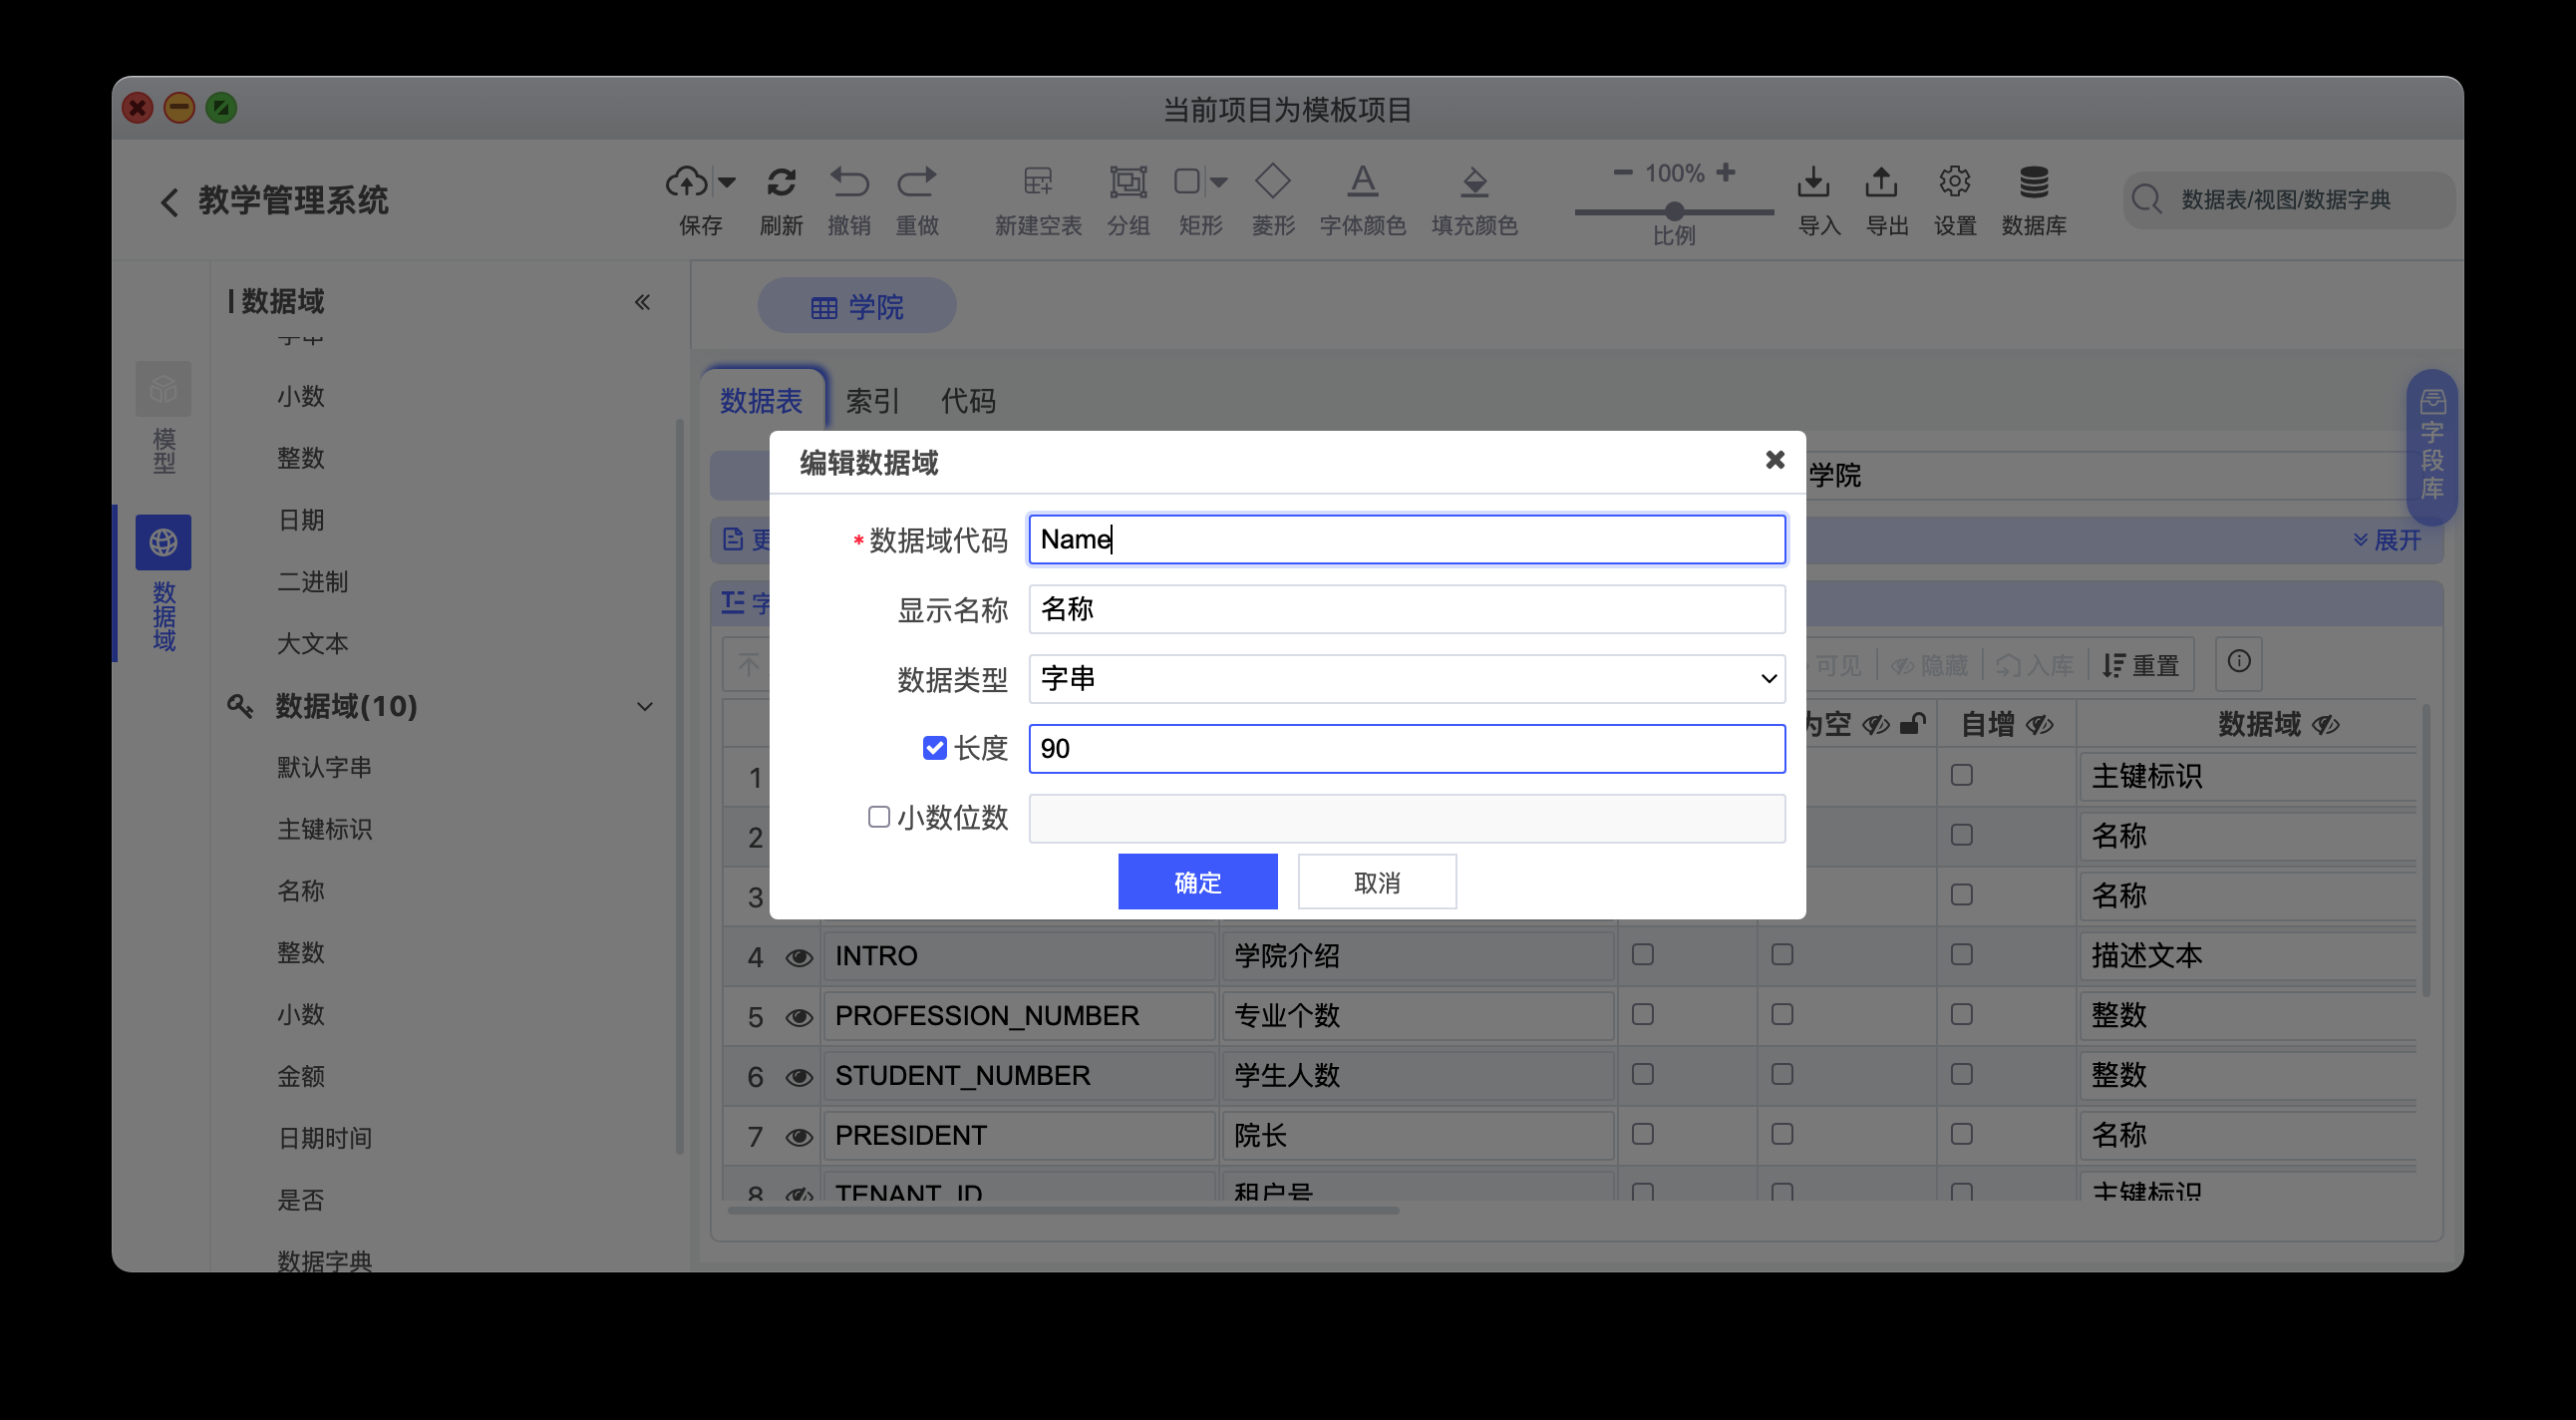 当前项目为模板项目
教学管理系统
保存 刷新 撤销 重做 新建空表 分组 矩形 菱形 字体颜色 填充颜色
100%
比例
导入 导出 设置 数据库
数据表/视图/数据字典
数据域
字串
小数
整数
日期
二进制
大文本
数据域(10)
默认字串
主键标识
名称
整数
小数
金额
日期时间
是否
数据字典
模型
数据域
学院
数据表 索引 代码
学院
字段库
更
展开
字
可见 隐藏 入库 重置
为空 自增 数据域
1 主键标识
2 名称
3 名称
4 INTRO 学院介绍 描述文本
5 PROFESSION_NUMBER 专业个数 整数
6 STUDENT_NUMBER 学生人数 整数
7 PRESIDENT 院长 名称
8 TENANT_ID 租户号 主键标识
编辑数据域
*数据域代码 Name
显示名称 名称
数据类型 字串
长度 90
小数位数
确定 取消